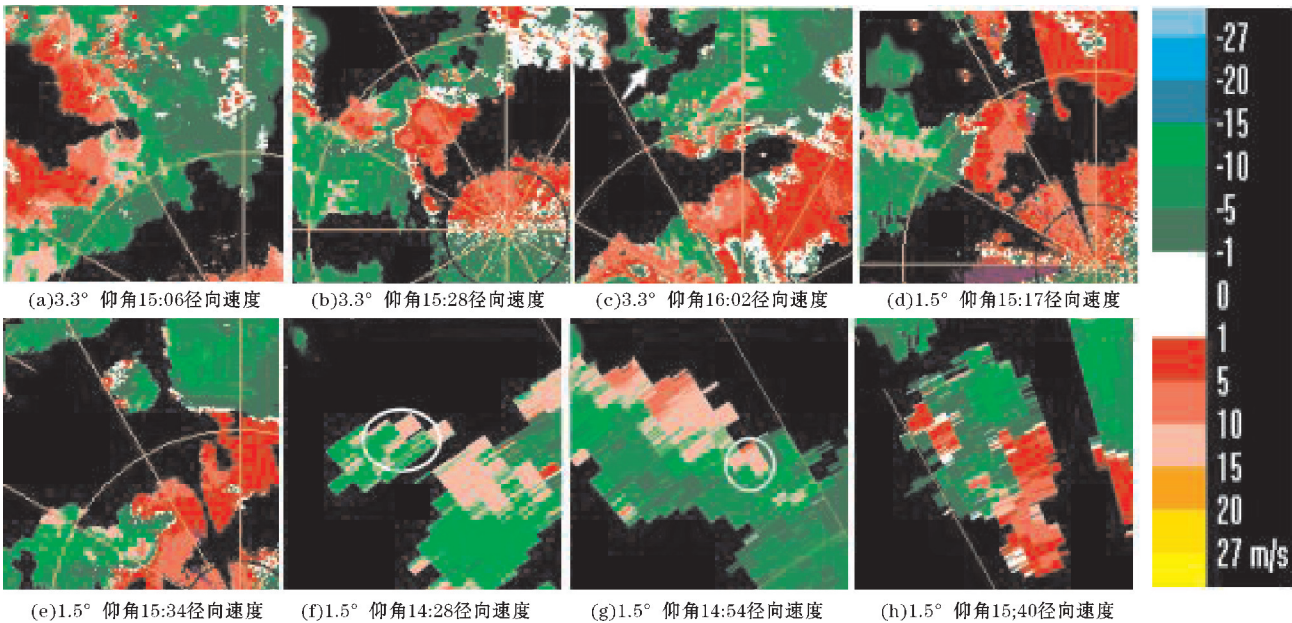 (a)3.3° 仰角15:06径向速度
(b)3.3° 仰角15:28径向速度
(c)3.3° 仰角16:02径向速度
(d)1.5° 仰角15:17径向速度
(e)1.5° 仰角15:34径向速度
(f)1.5° 仰角14:28径向速度
(g)1.5° 仰角14:54径向速度
(h)1.5° 仰角15;40径向速度
-27
-20
-15
-10
-5
-1
0
1
5
10
15
20
27 m/s